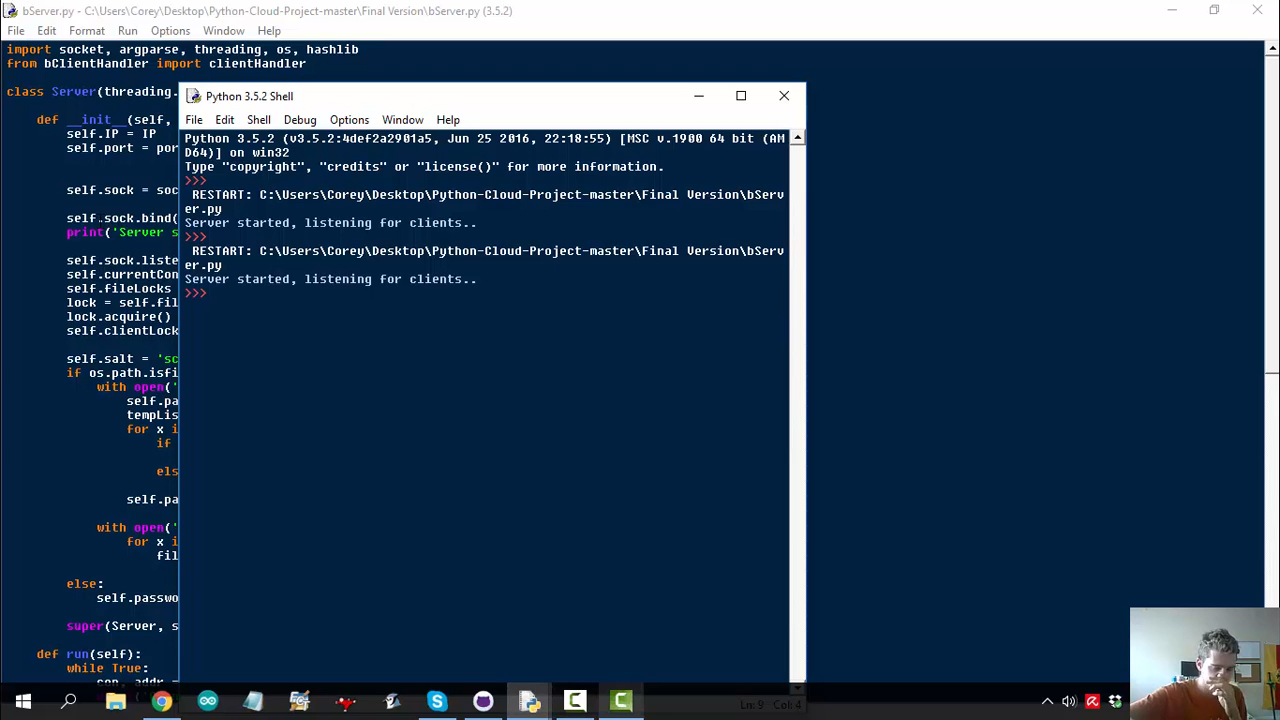 bServer.py - C:\Users\Corey\Desktop\Python-Cloud-Project-master\Final Version\bServer.py (3.5.2)
File Edit Format Run Options Window Help
import socket, argparse, threading, os, hashlib
from bClientHandler import clientHandler
class Server(threading.
def __init__(self,
self.IP = IP
self.port = por
self.sock = soc
self.sock.bind(
print('Server s
self.sock.liste
self.currentCon
self.fileLocks
lock = self.fil
lock.acquire()
self.clientLock
self.salt = 'sc
if os.path.isfi
with open('
self.pa
tempLis
for x i
if
els
self.pa
with open('
for x i
fil
else:
self.passwo
super(Server, s
def run(self):
while True:
Python 3.5.2 Shell
File Edit Shell Debug Options Window Help
Python 3.5.2 (v3.5.2:4def2a2901a5, Jun 25 2016, 22:18:55) [MSC v.1900 64 bit (AM
D64)] on win32
Type "copyright", "credits" or "license()" for more information.
>>>
RESTART: C:\Users\Corey\Desktop\Python-Cloud-Project-master\Final Version\bServ
er.py
Server started, listening for clients..
>>>
RESTART: C:\Users\Corey\Desktop\Python-Cloud-Project-master\Final Version\bServ
er.py
Server started, listening for clients..
>>>
Ln: 9 Col: 4